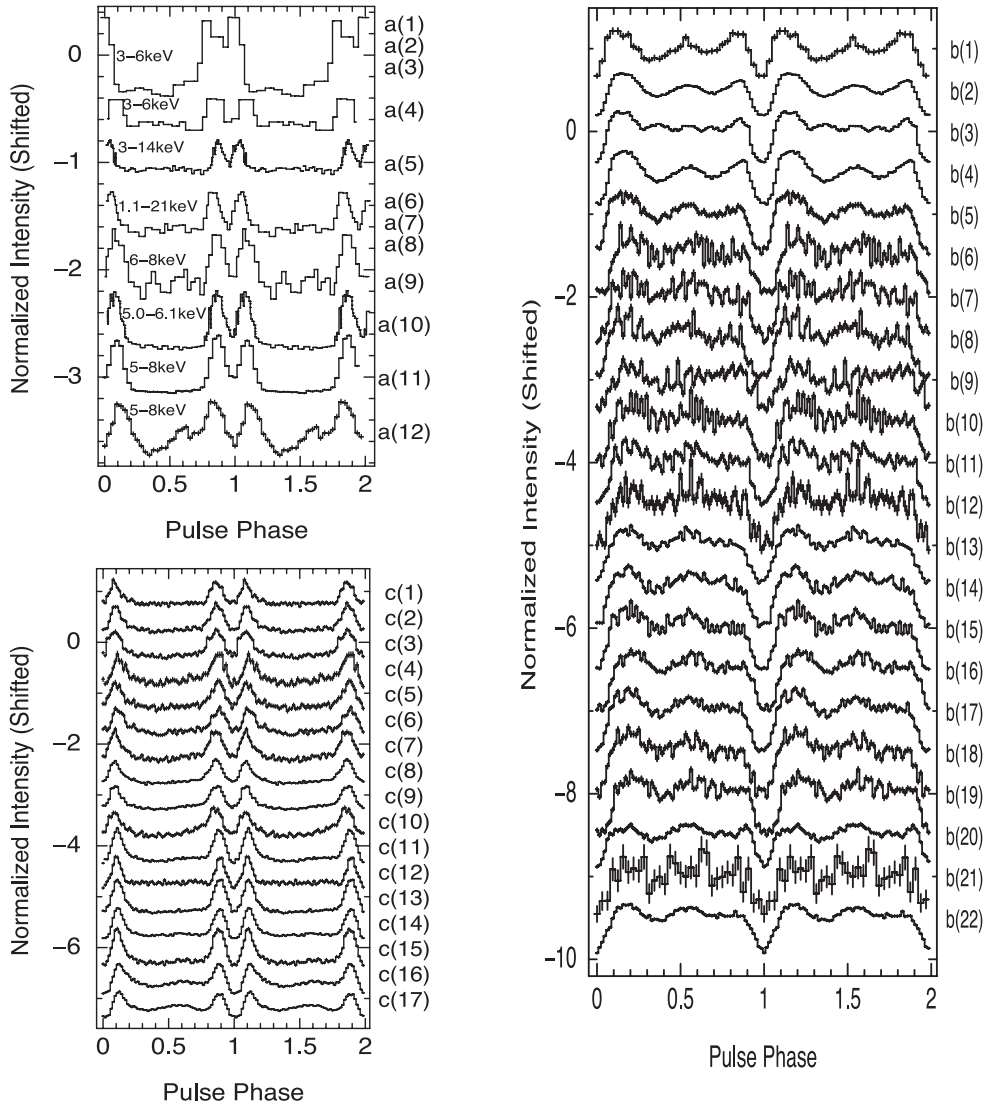 Normalized Intensity (Shifted)
0
−1
−2
−3
3−6keV
3−6keV
3−14keV
1.1−21keV
6−8keV
5.0−6.1keV
5−8keV
5−8keV
a(1)
a(2)
a(3)
a(4)
a(5)
a(6)
a(7)
a(8)
a(9)
a(10)
a(11)
a(12)
0 0.5 1 1.5 2
Pulse Phase
Normalized Intensity (Shifted)
0
−2
−4
−6
c(1)
c(2)
c(3)
c(4)
c(5)
c(6)
c(7)
c(8)
c(9)
c(10)
c(11)
c(12)
c(13)
c(14)
c(15)
c(16)
c(17)
0 0.5 1 1.5 2
Pulse Phase
Normalized Intensity (Shifted)
0
−2
−4
−6
−8
−10
b(1)
b(2)
b(3)
b(4)
b(5)
b(6)
b(7)
b(8)
b(9)
b(10)
b(11)
b(12)
b(13)
b(14)
b(15)
b(16)
b(17)
b(18)
b(19)
b(20)
b(21)
b(22)
0 0.5 1 1.5 2
Pulse Phase